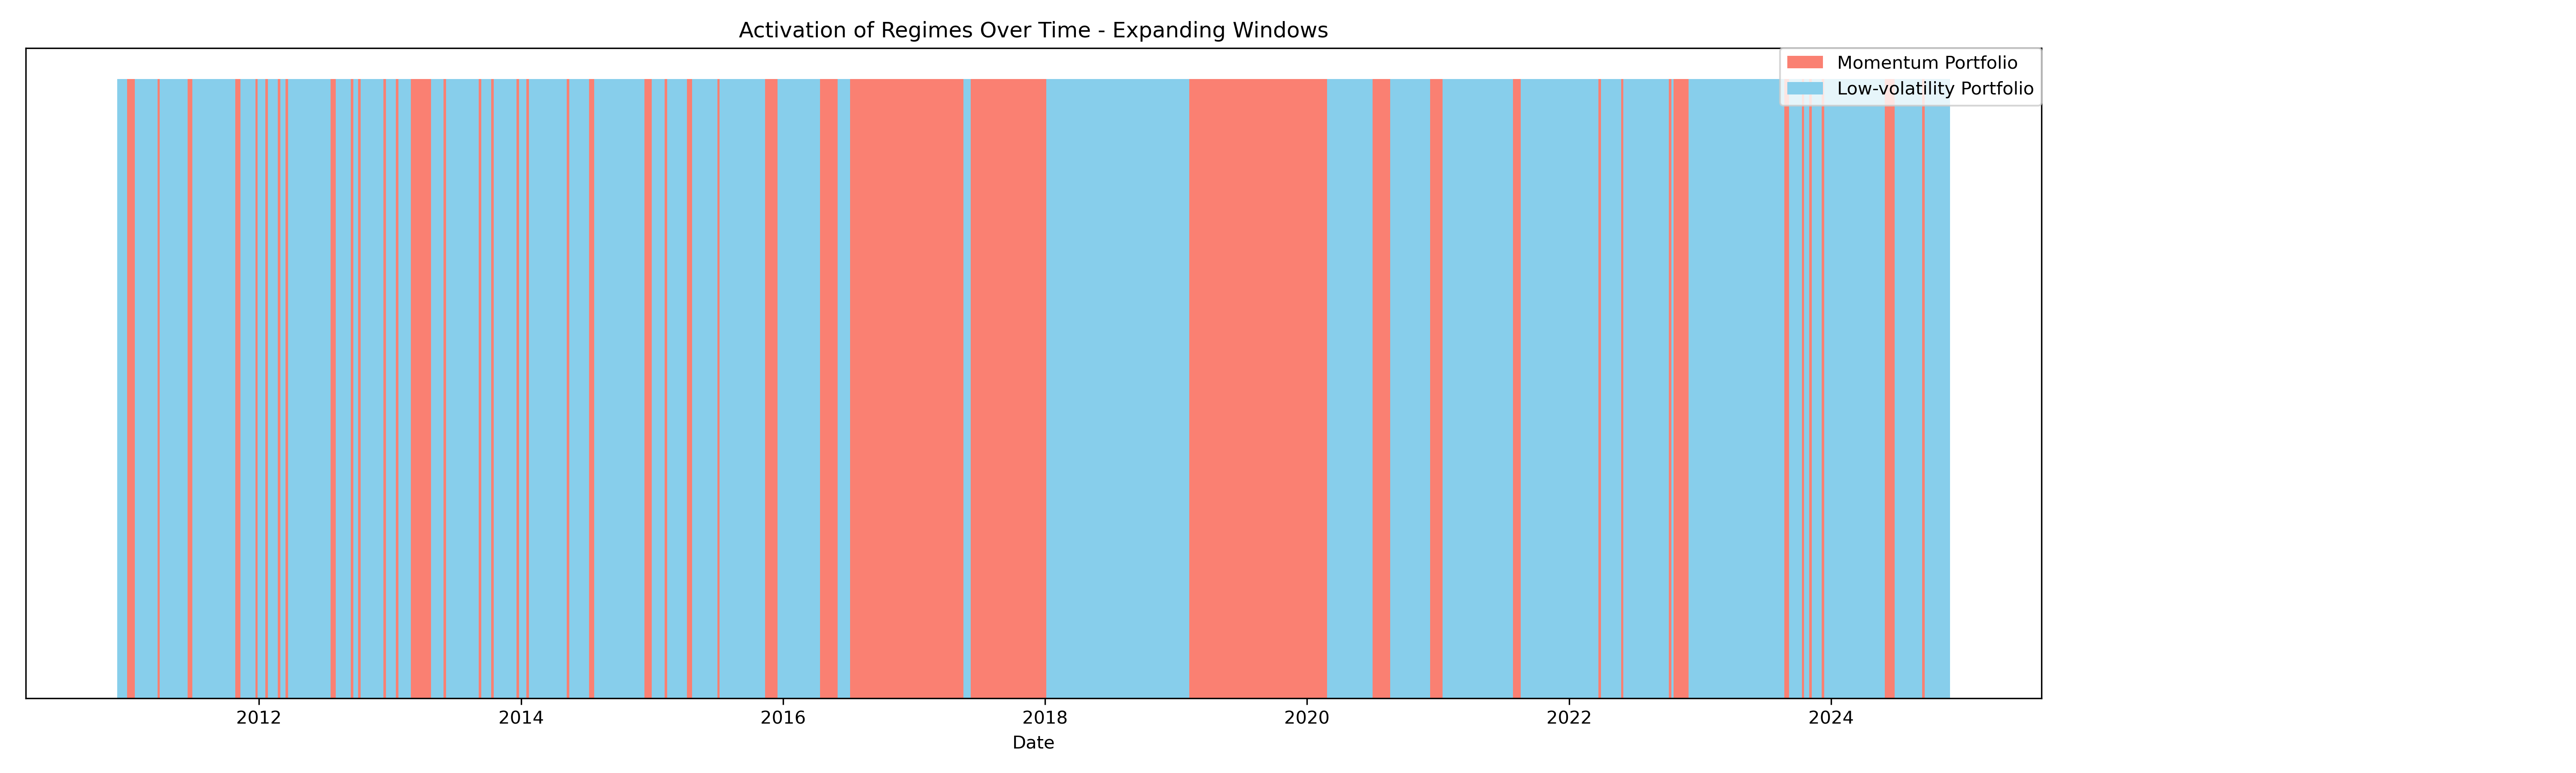 Activation of Regimes Over Time - Expanding Windows
Momentum Portfolio
Low-volatility Portfolio
2012
2014
2016
2018
2020
2022
2024
Date